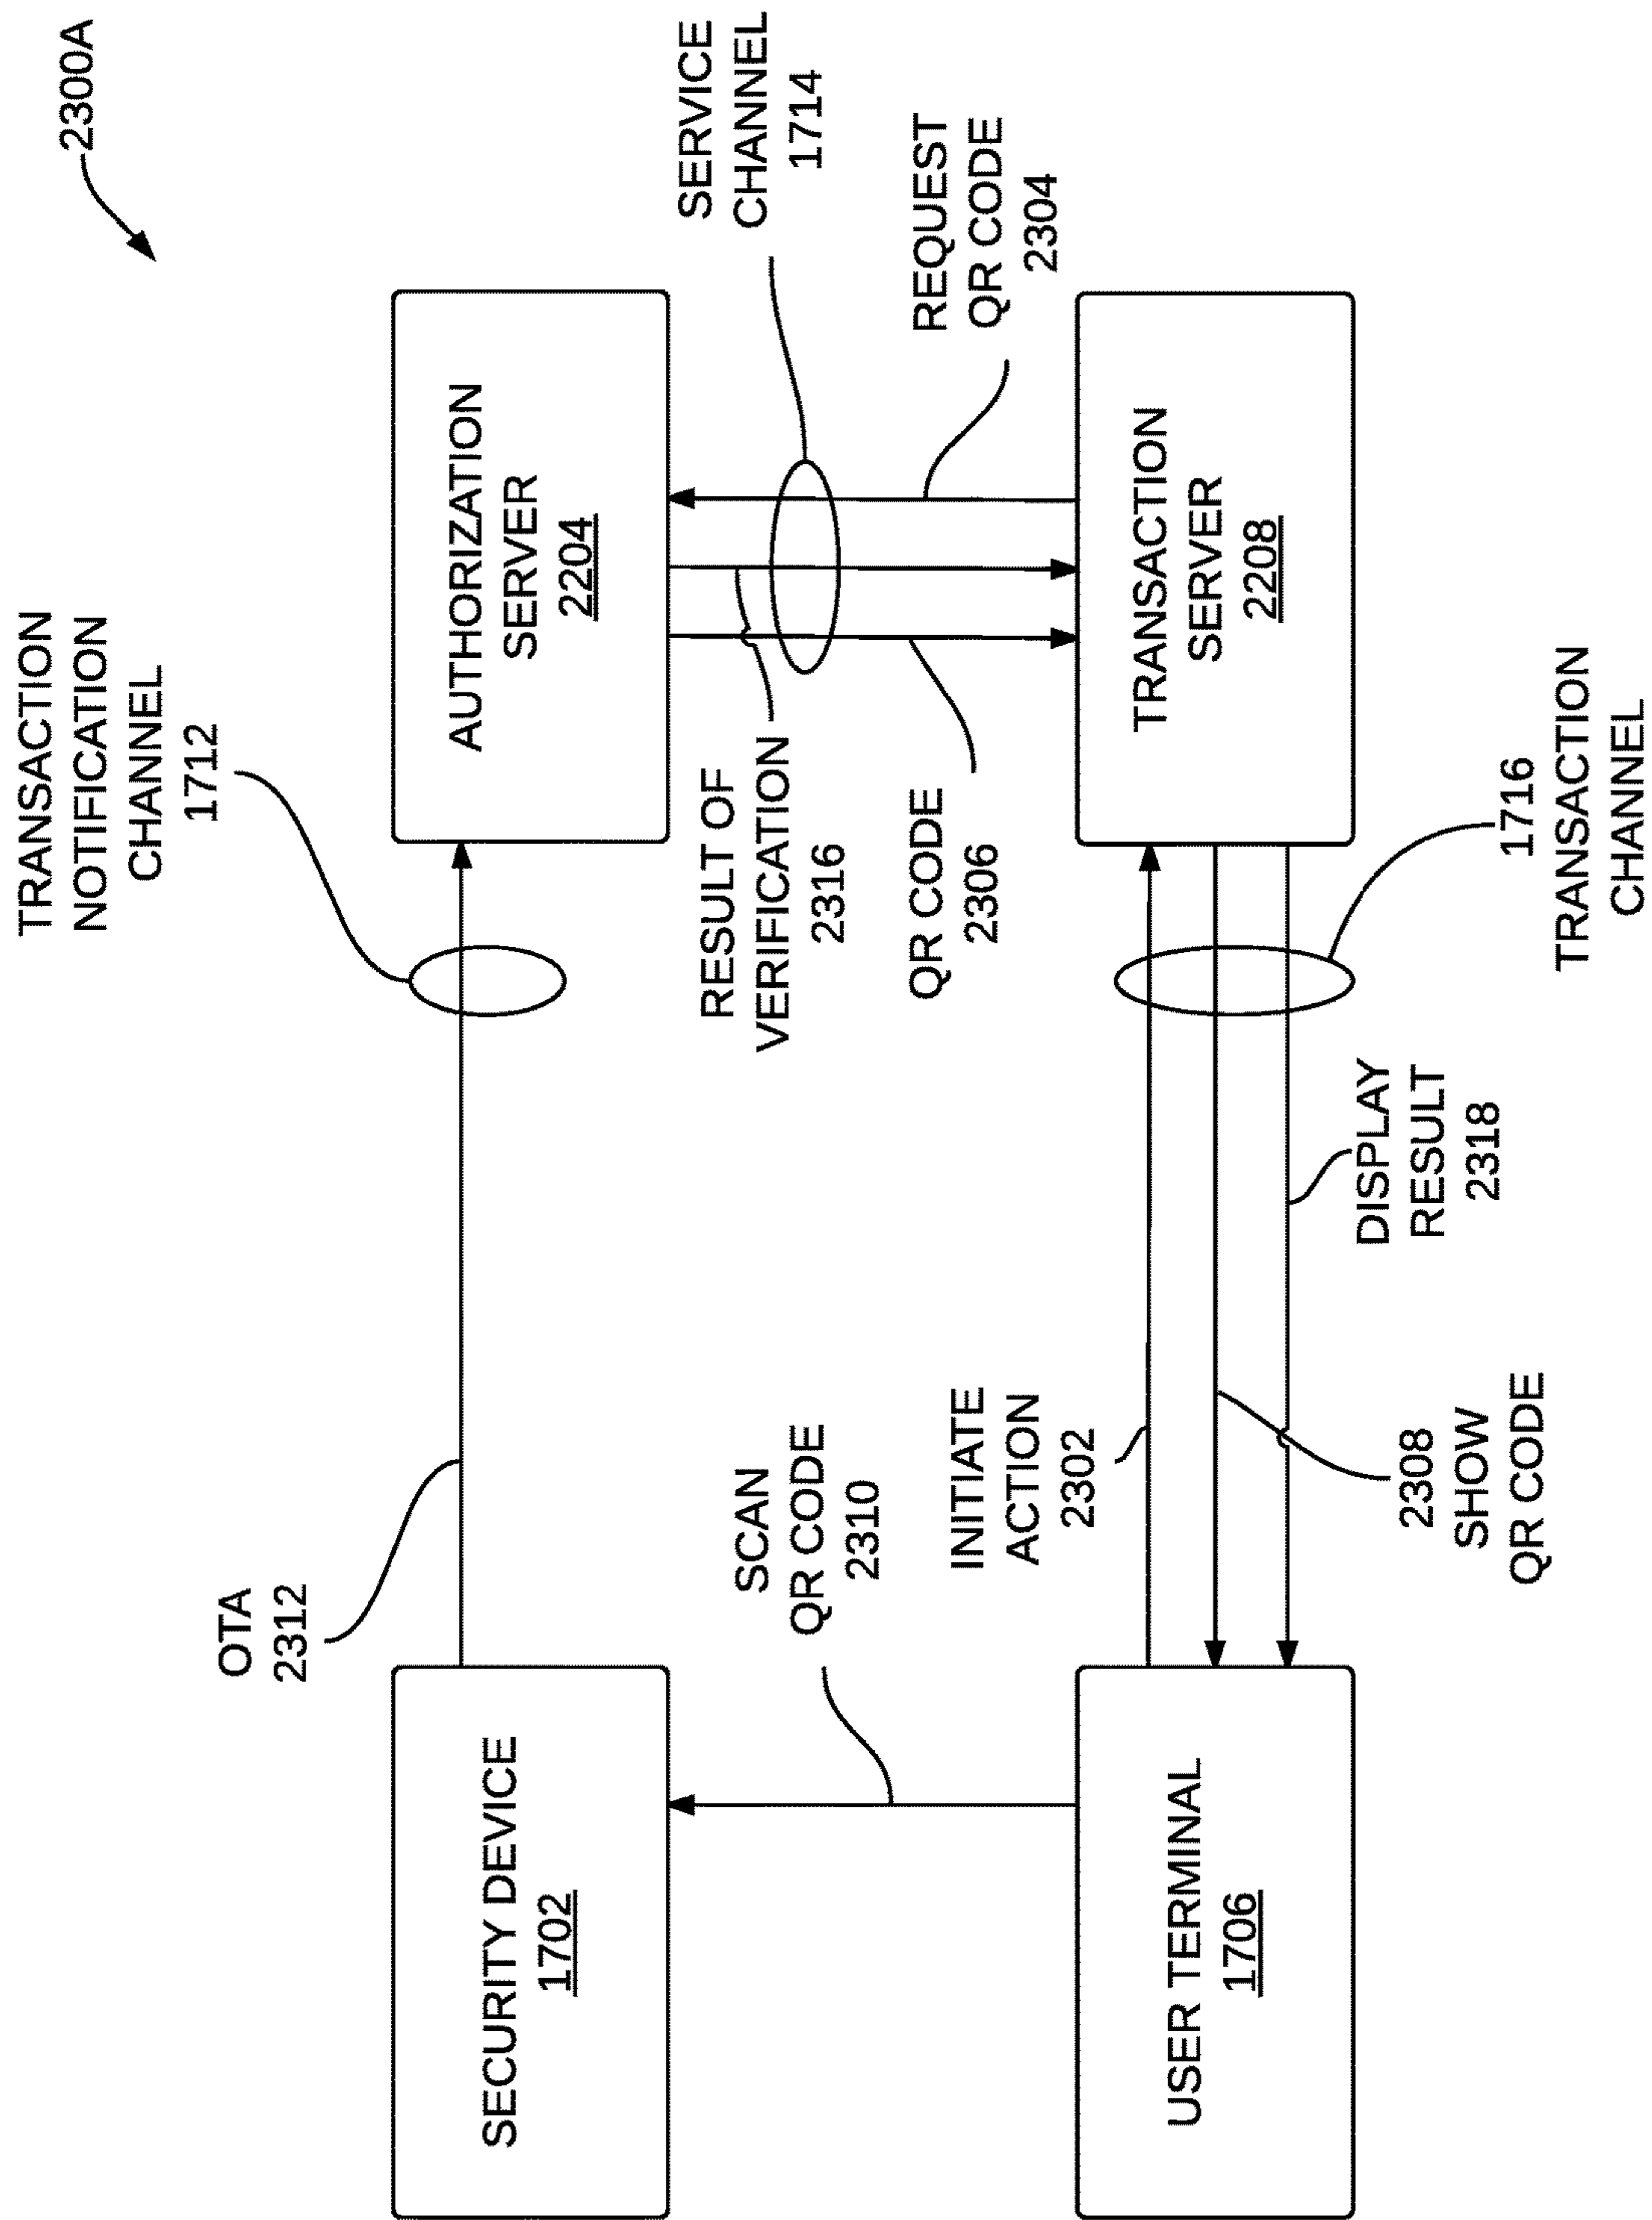 2300A
TRANSACTION
NOTIFICATION
CHANNEL
1712
OTA
2312
SECURITY DEVICE
1702
AUTHORIZATION
SERVER
2204
SERVICE
CHANNEL
1714
SCAN
QR CODE
2310
RESULT OF
VERIFICATION
2316
QR CODE
2306
REQUEST
QR CODE
2304
INITIATE
ACTION
2302
USER TERMINAL
1706
TRANSACTION
SERVER
2208
DISPLAY
RESULT
2318
2308
SHOW
QR CODE
1716
TRANSACTION
CHANNEL